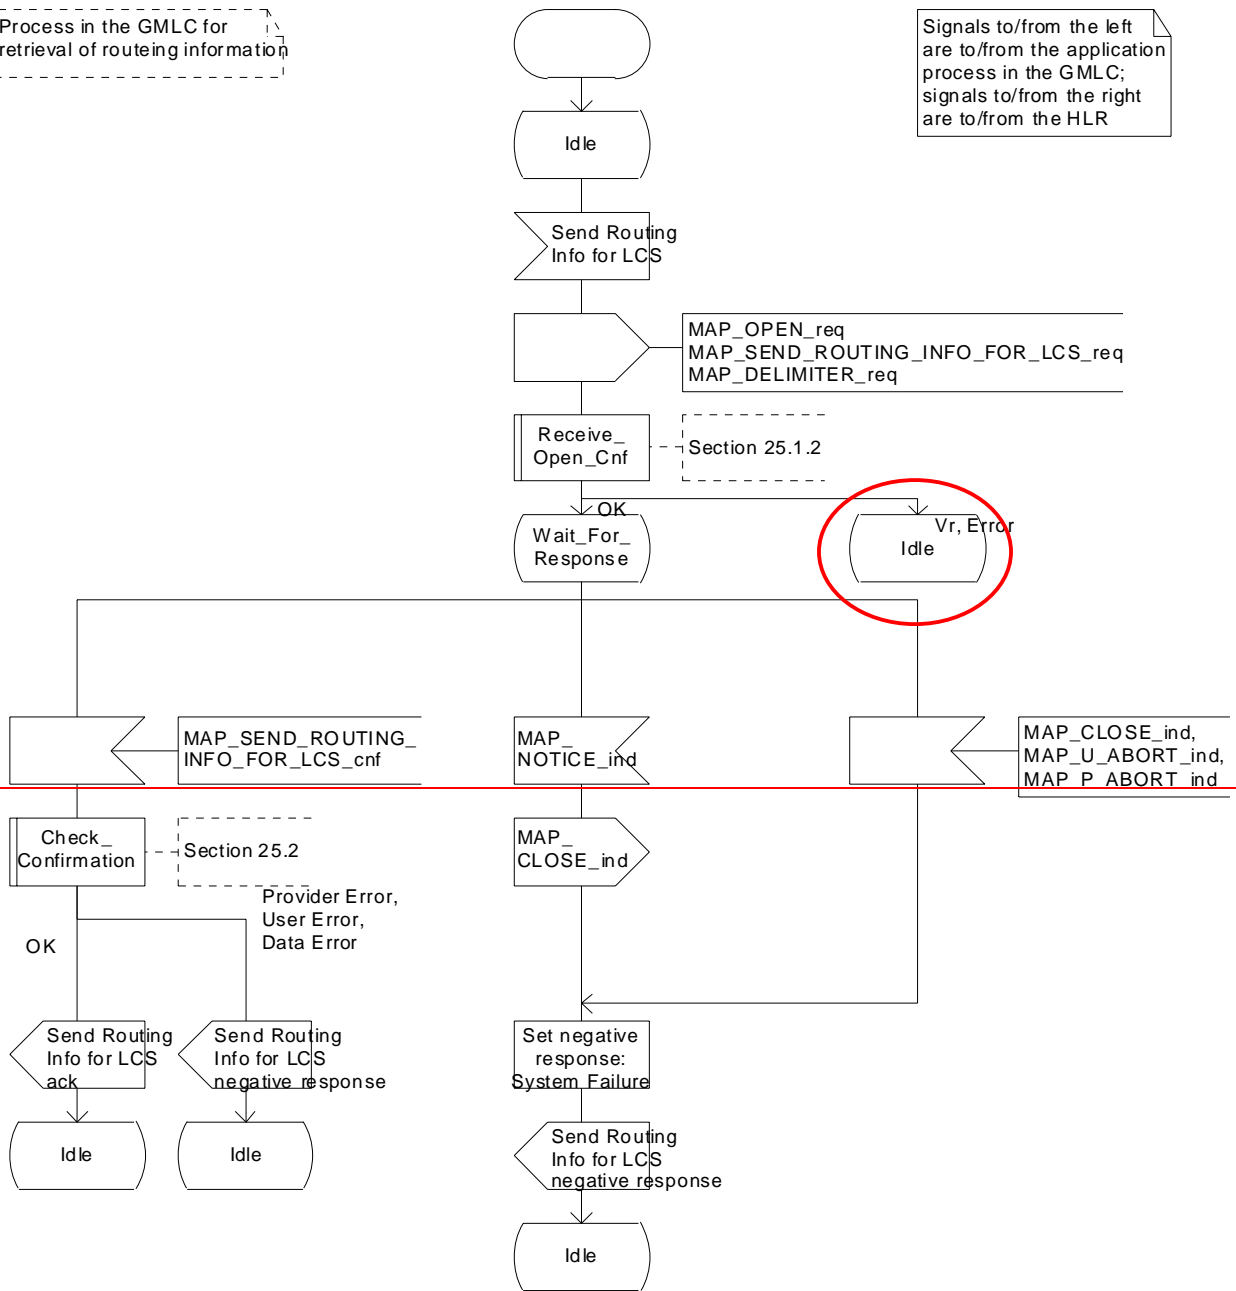 Process in the GMLC for
retrieval of routeing information
Signals to/from the left
are to/from the application
process in the GMLC;
signals to/from the right
are to/from the HLR
Idle
Send Routing
Info for LCS
MAP_OPEN_req
MAP_SEND_ROUTING_INFO_FOR_LCS_req
MAP_DELIMITER_req
Receive_
Open_Cnf
Section 25.1.2
OK
Vr, Error
Wait_For_
Response
Idle
MAP_SEND_ROUTING_
INFO_FOR_LCS_cnf
MAP_
NOTICE_ind
MAP_CLOSE_ind,
MAP_U_ABORT_ind,
MAP_P_ABORT_ind
Check_
Confirmation
Section 25.2
MAP_
CLOSE_ind
Provider Error,
User Error,
Data Error
OK
Send Routing
Info for LCS
ack
Send Routing
Info for LCS
negative response
Set negative
response:
System Failure
Idle
Idle
Send Routing
Info for LCS
negative response
Idle